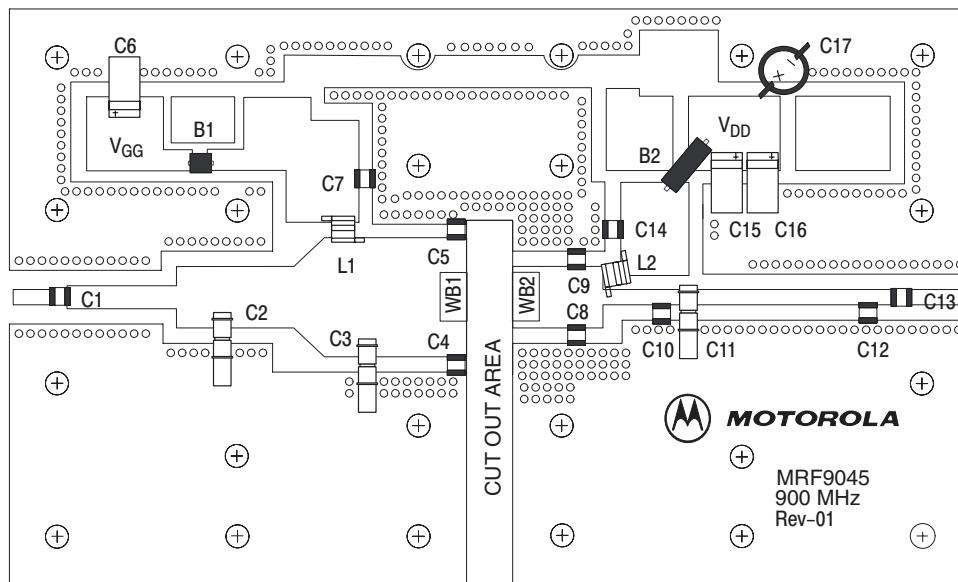 C6
C17
B1
VGG
VDD
B2
C7
C14
C15
C16
C5
L1
L2
C9
C1
WB1
WB2
C13
C2
C3
C4
C8
C10
C11
C12
CUT OUT AREA
MOTOROLA
MRF9045
900 MHz
Rev-01